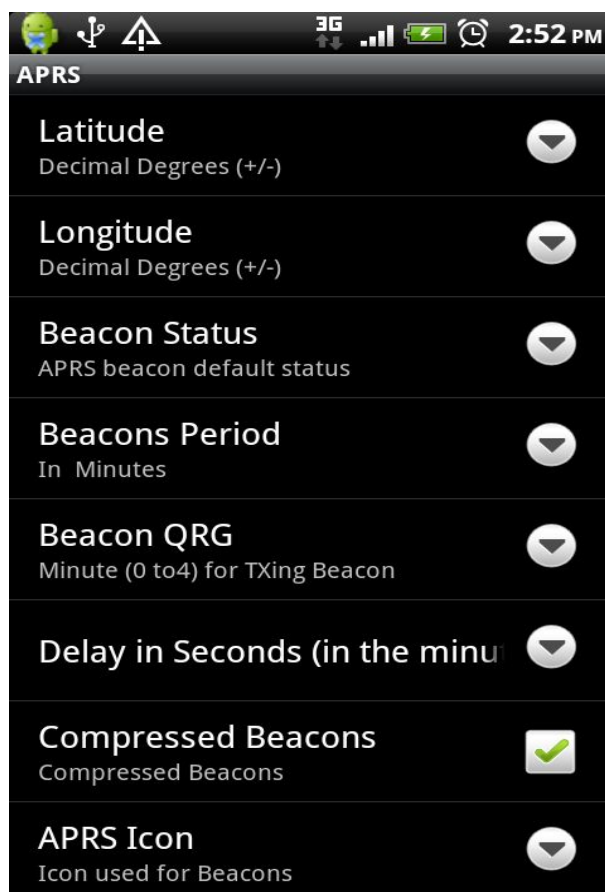 3G
2:52 PM
APRS
Latitude
Decimal Degrees (+/-)
Longitude
Decimal Degrees (+/-)
Beacon Status
APRS beacon default status
Beacons Period
In  Minutes
Beacon QRG
Minute (0 to4) for TXing Beacon
Delay in Seconds (in the minu
Compressed Beacons
Compressed Beacons
APRS Icon
Icon used for Beacons